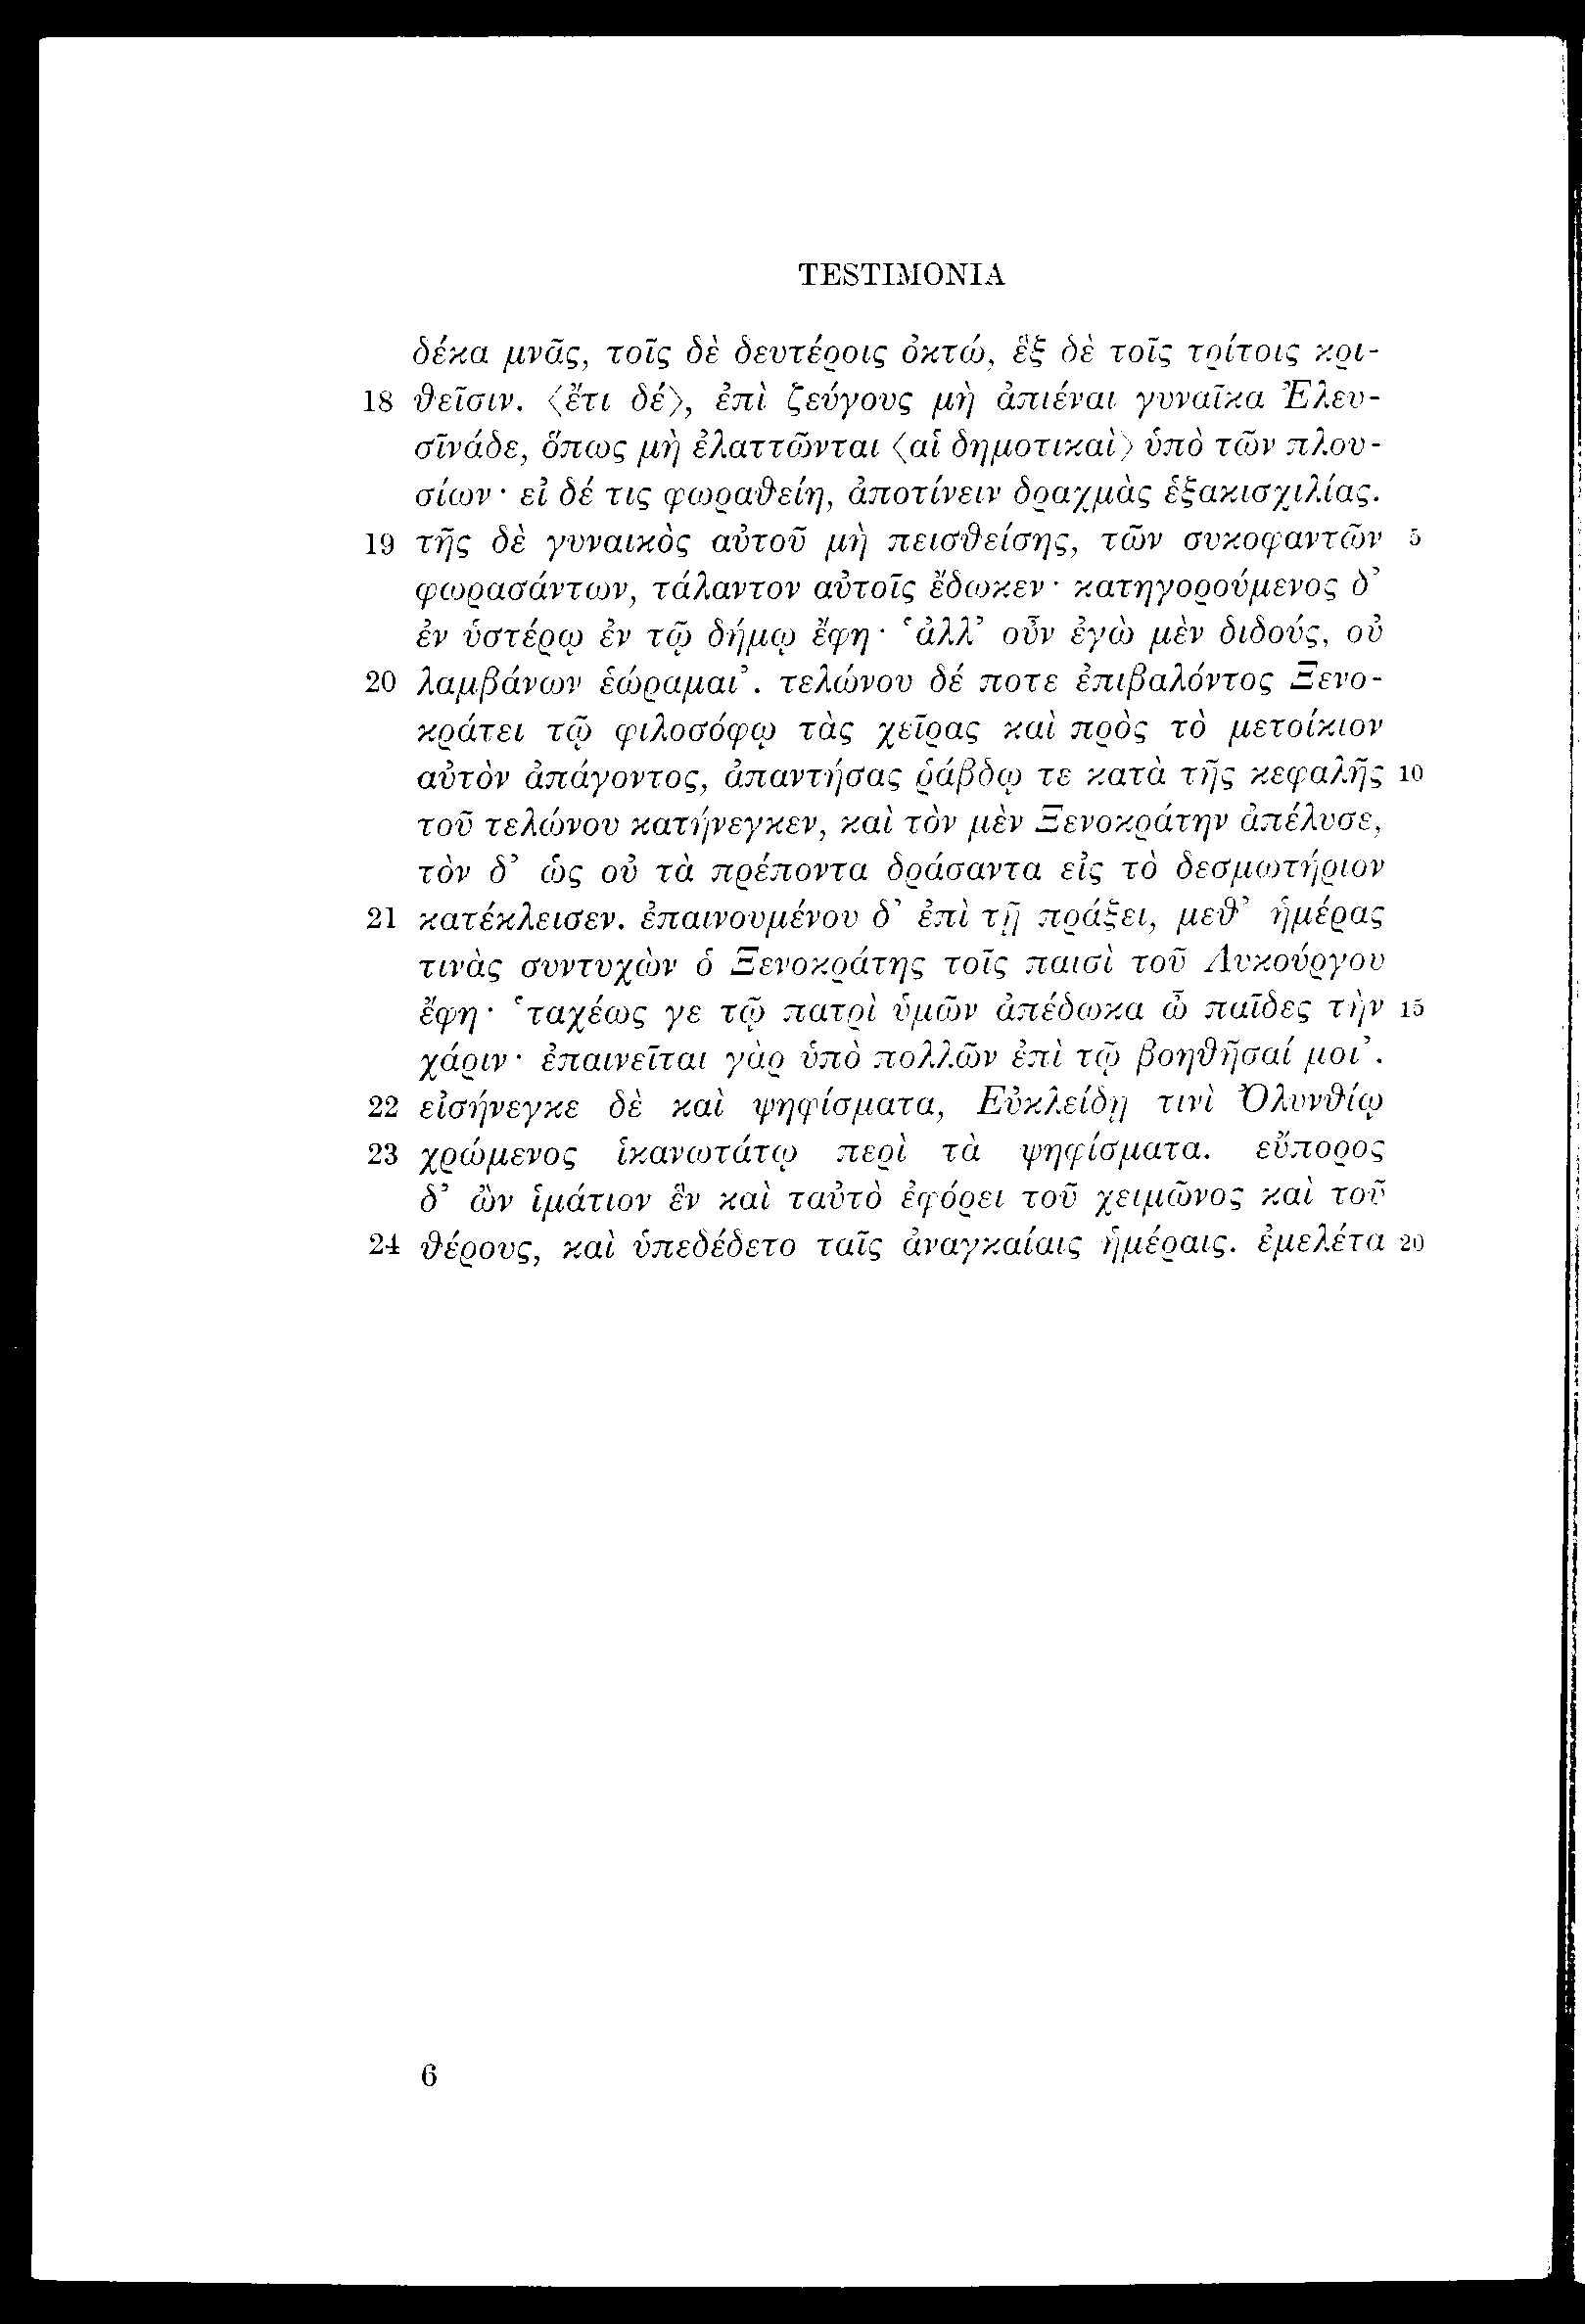 TESTIMONIA
δέκα μνᾶς, τοῖς δὲ δευτέροις ὀκτώ, ἓξ δὲ τοῖς τρίτοις κρι-
18 θεῖσιν. ⟨ἔτι δέ⟩, ἐπὶ ζεύγους μὴ ἀπιέναι γυναῖκα Ἐλευ-
σῖνάδε, ὅπως μὴ ἐλαττῶνται ⟨αἱ δημοτικαὶ⟩ ὑπὸ τῶν πλου-
σίων· εἰ δέ τις φωραθείη, ἀποτίνειν δραχμὰς ἑξακισχιλίας.
19 τῆς δὲ γυναικὸς αὐτοῦ μὴ πεισθείσης, τῶν συκοφαντῶν 5
φωρασάντων, τάλαντον αὐτοῖς ἔδωκεν· κατηγορούμενος δ’
ἐν ὑστέρῳ ἐν τῷ δήμῳ ἔφη· ‘ἀλλ’ οὖν ἐγὼ μὲν διδούς, οὐ
20 λαμβάνων ἑώραμαι’. τελώνου δέ ποτε ἐπιβαλόντος Ξενο-
κράτει τῷ φιλοσόφῳ τὰς χεῖρας καὶ πρὸς τὸ μετοίκιον
αὐτὸν ἀπάγοντος, ἀπαντήσας ῥάβδῳ τε κατὰ τῆς κεφαλῆς 10
τοῦ τελώνου κατήνεγκεν, καὶ τὸν μὲν Ξενοκράτην ἀπέλυσε,
τὸν δ’ ὡς οὐ τὰ πρέποντα δράσαντα εἰς τὸ δεσμωτήριον
21 κατέκλεισεν. ἐπαινουμένου δ’ ἐπὶ τῇ πράξει, μεθ’ ἡμέρας
τινὰς συντυχὼν ὁ Ξενοκράτης τοῖς παισὶ τοῦ Λυκούργου
ἔφη· ‘ταχέως γε τῷ πατρὶ ὑμῶν ἀπέδωκα ὦ παῖδες τὴν 15
χάριν· ἐπαινεῖται γὰρ ὑπὸ πολλῶν ἐπὶ τῷ βοηθῆσαί μοι’.
22 εἰσήνεγκε δὲ καὶ ψηφίσματα, Εὐκλείδῃ τινὶ Ὀλυνθίῳ
23 χρώμενος ἱκανωτάτῳ περὶ τὰ ψηφίσματα. εὔπορος
δ’ ὢν ἱμάτιον ἓν καὶ ταὐτὸ ἐφόρει τοῦ χειμῶνος καὶ τοῦ
24 θέρους, καὶ ὑπεδέδετο ταῖς ἀναγκαίαις ἡμέραις. ἐμελέτα 20
6